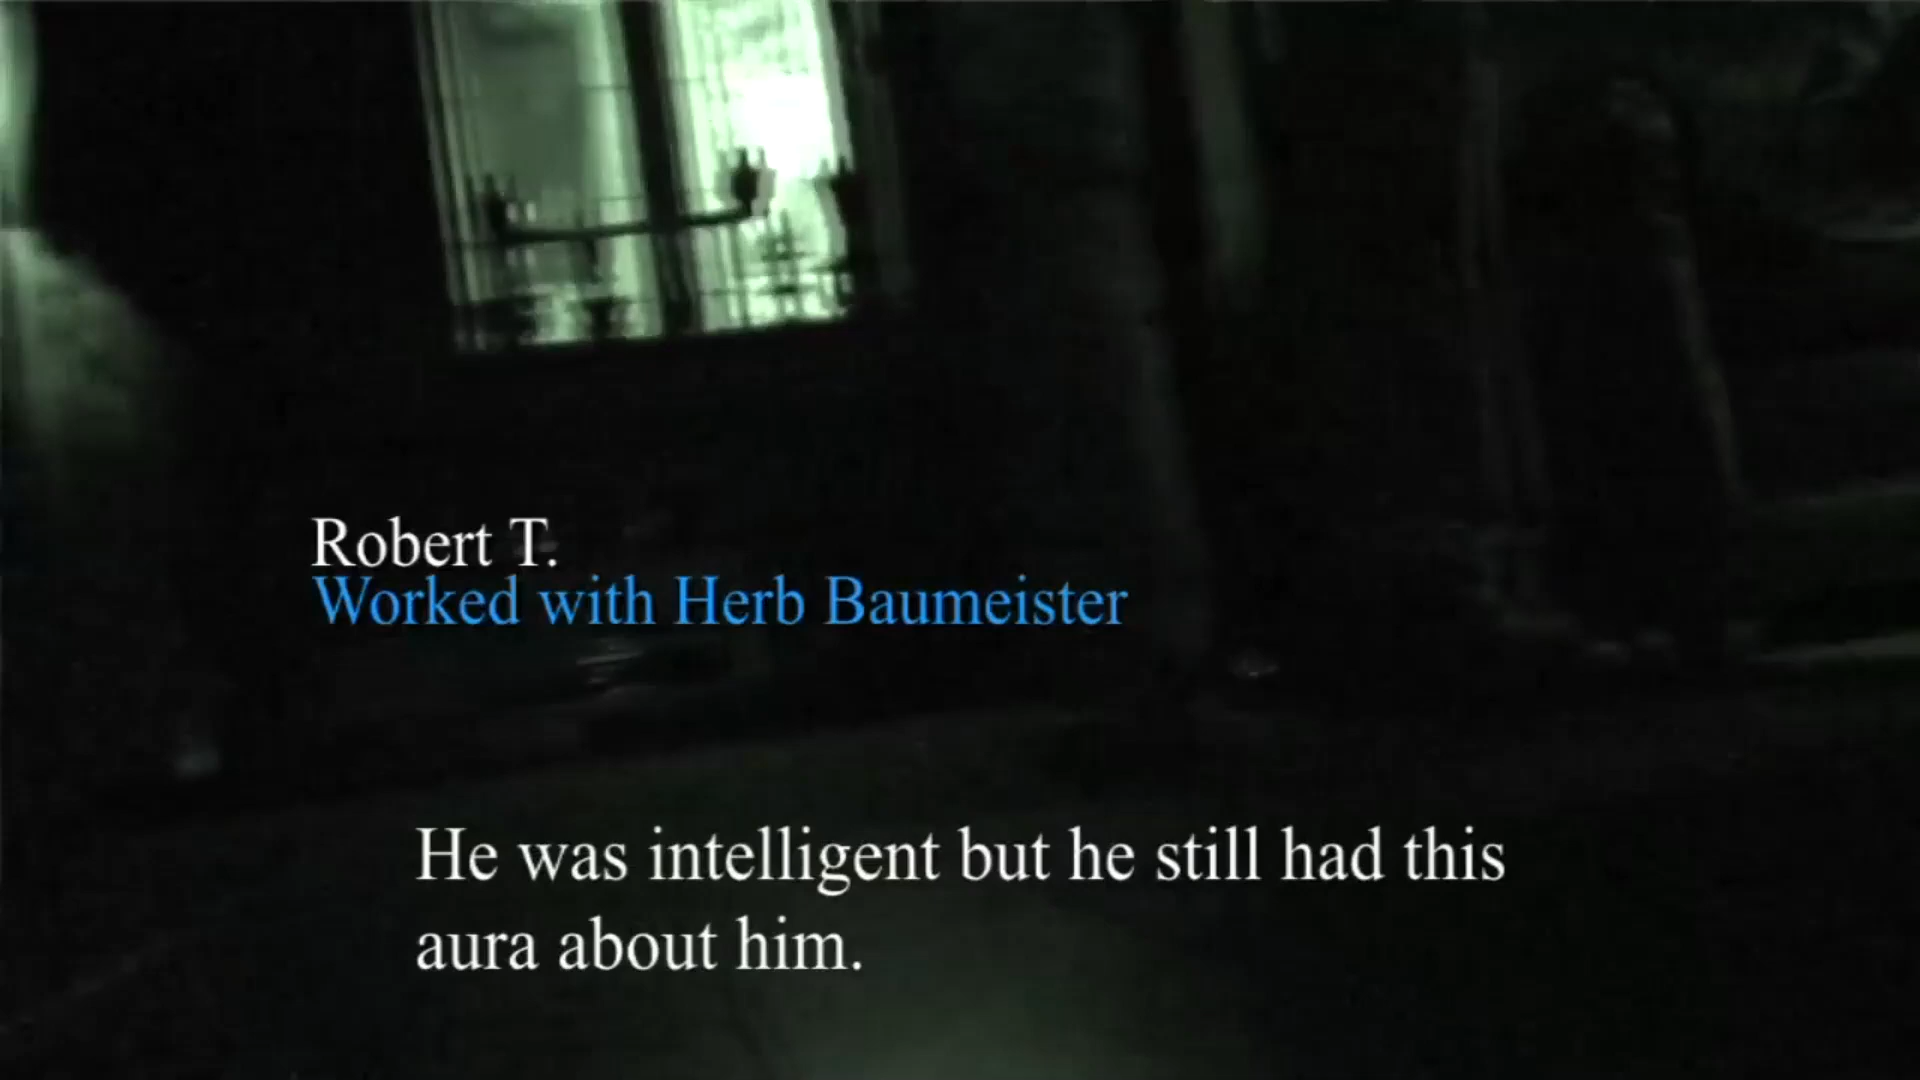 Robert T.
Worked with Herb Baumeister
He was intelligent but he still had this
aura about him.